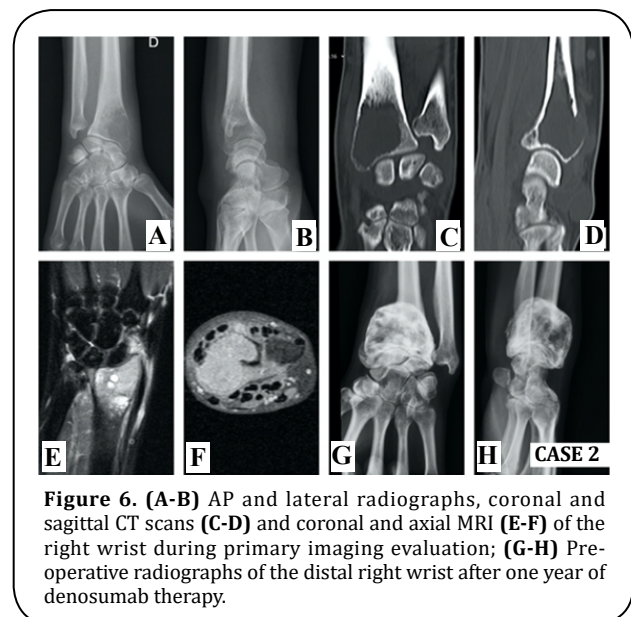 D
A
B
C
D
E
F
G
H
CASE 2
Figure 6. (A-B) AP and lateral radiographs, coronal and
sagittal CT scans (C-D) and coronal and axial MRI (E-F) of the
right wrist during primary imaging evaluation; (G-H) Pre-
operative radiographs of the distal right wrist after one year of
denosumab therapy.